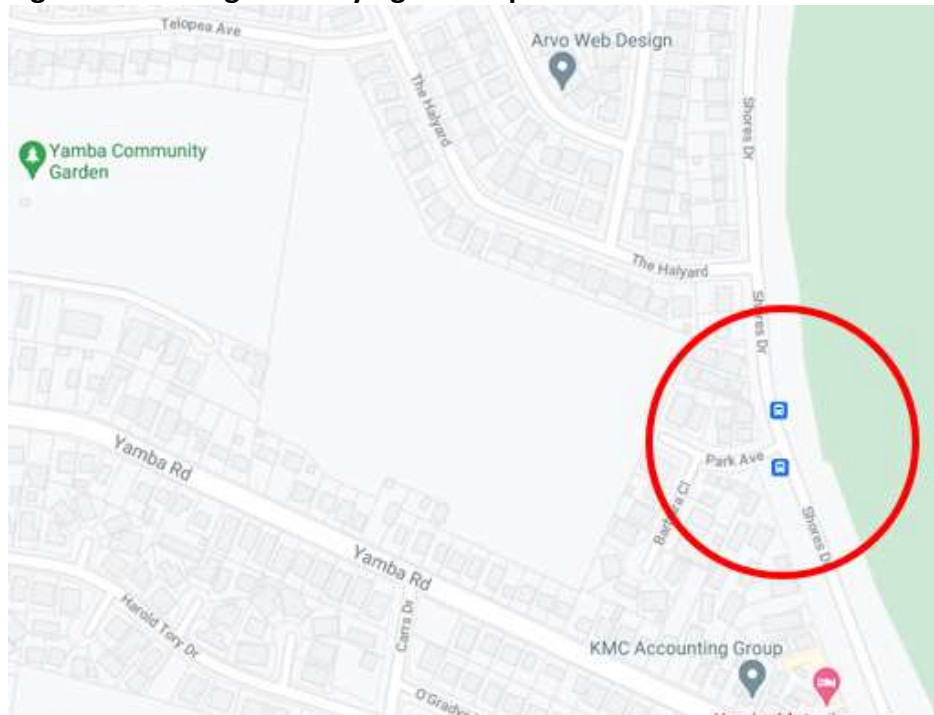 Telopea Ave
Arvo Web Design
The Halyard
Shores Dr
Yamba Community
Garden
The Halyard
Shores Dr
Park Ave
Yamba Rd
Shores D
Yamba Rd
Harold Tory Dr
Carrs Dr
KMC Accounting Group